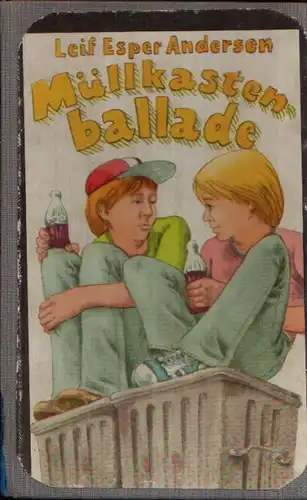 Leif Esper Andersen
Müllkasten-
ballade